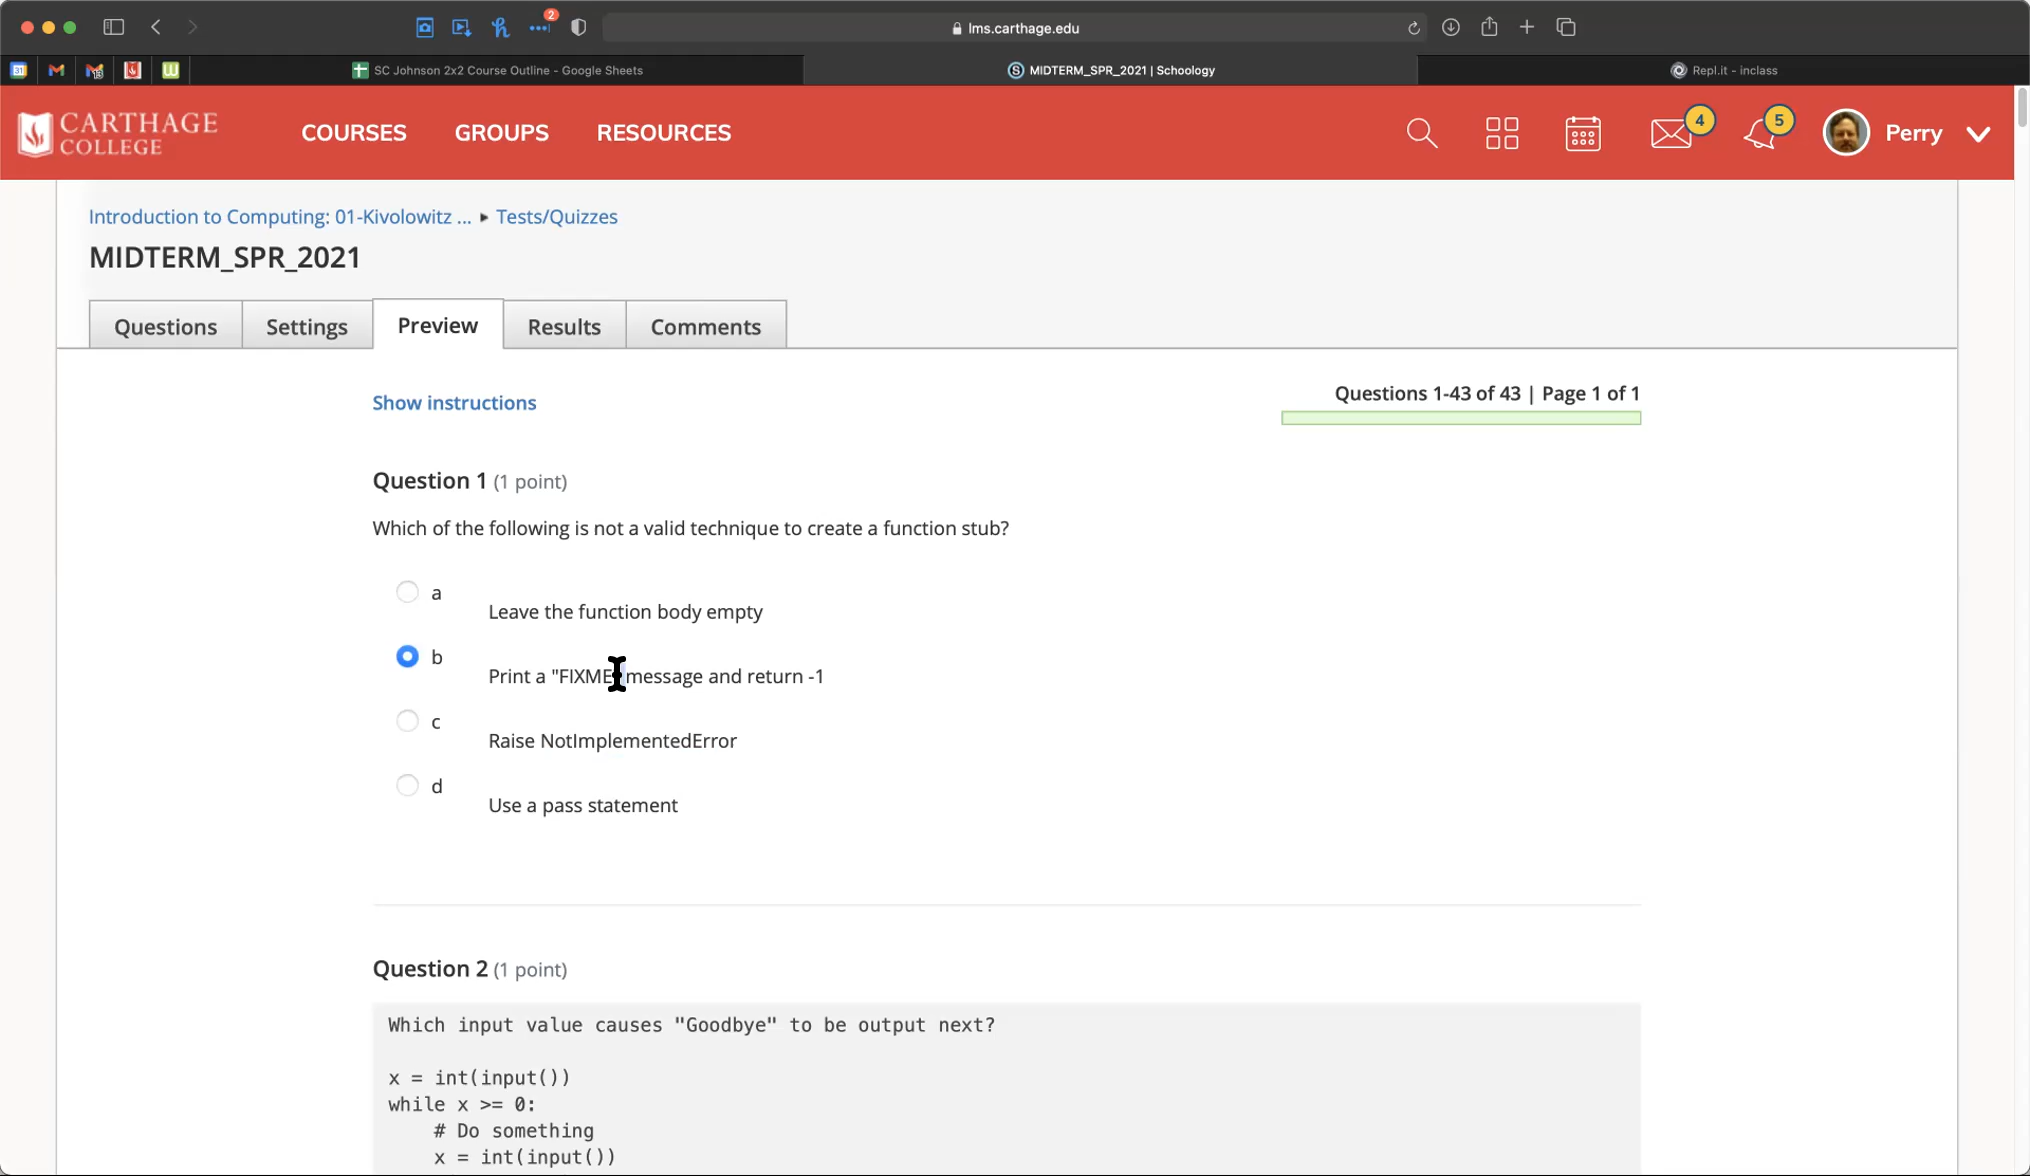 lms.carthage.edu
2
31
SC Johnson 2x2 Course Outline - Google Sheets
MIDTERM_SPR_2021 | Schoology
Repl.it - inclass
CARTHAGE
COLLEGE
COURSES
GROUPS
RESOURCES
4
5
Perry
Introduction to Computing: 01-Kivolowitz ... ▸ Tests/Quizzes
MIDTERM_SPR_2021
Questions
Settings
Preview
Results
Comments
Show instructions
Questions 1-43 of 43 | Page 1 of 1
Question 1 (1 point)
Which of the following is not a valid technique to create a function stub?
a
Leave the function body empty
b
Print a "FIXME" message and return -1
c
Raise NotImplementedError
d
Use a pass statement
Question 2 (1 point)
Which input value causes "Goodbye" to be output next?
x = int(input())
while x >= 0:
# Do something
x = int(input())